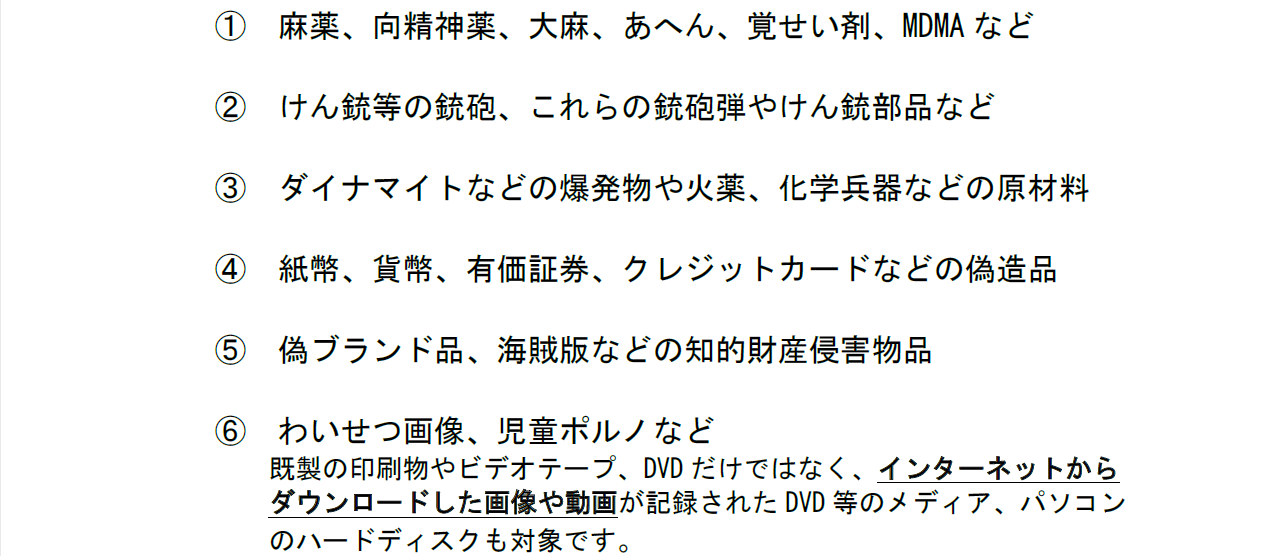 ① 麻薬、向精神薬、大麻、あへん、覚せい剤、MDMAなど
② けん銃等の銃砲、これらの銃砲弾やけん銃部品など
③ ダイナマイトなどの爆発物や火薬、化学兵器などの原材料
④ 紙幣、貨幣、有価証券、クレジットカードなどの偽造品
⑤ 偽ブランド品、海賊版などの知的財産侵害物品
⑥ わいせつ画像、児童ポルノなど
既製の印刷物やビデオテープ、DVDだけではなく、インターネットから
ダウンロードした画像や動画が記録されたDVD等のメディア、パソコン
のハードディスクも対象です。